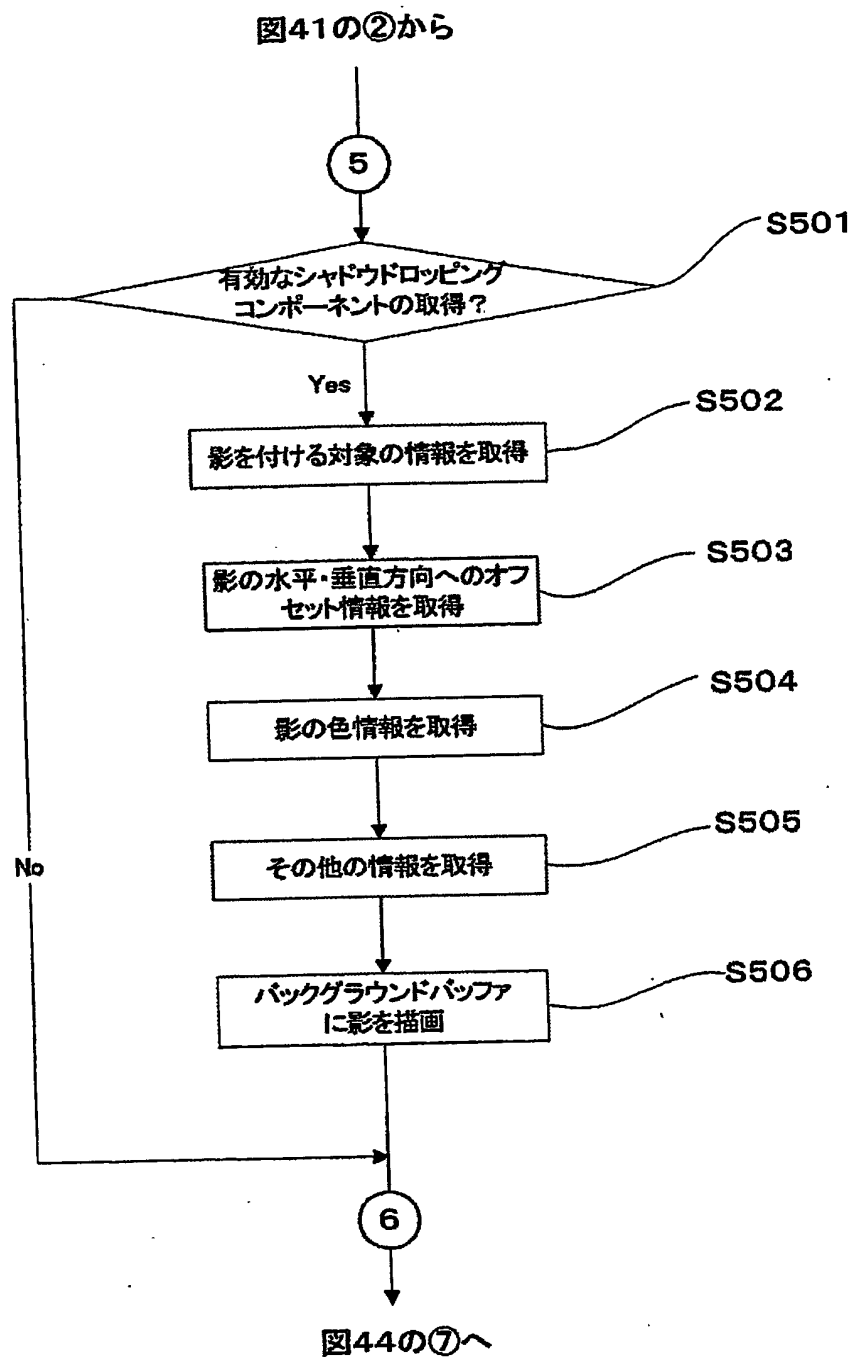 図41の②から
5
S501
有効なシャドウドロッピング
コンポーネントの取得？
Yes
S502
影を付ける対象の情報を取得
S503
影の水平・垂直方向へのオフ
セット情報を取得
S504
影の色情報を取得
S505
その他の情報を取得
No
S506
バックグラウンドバッファ
に影を描画
6
図44の⑦へ